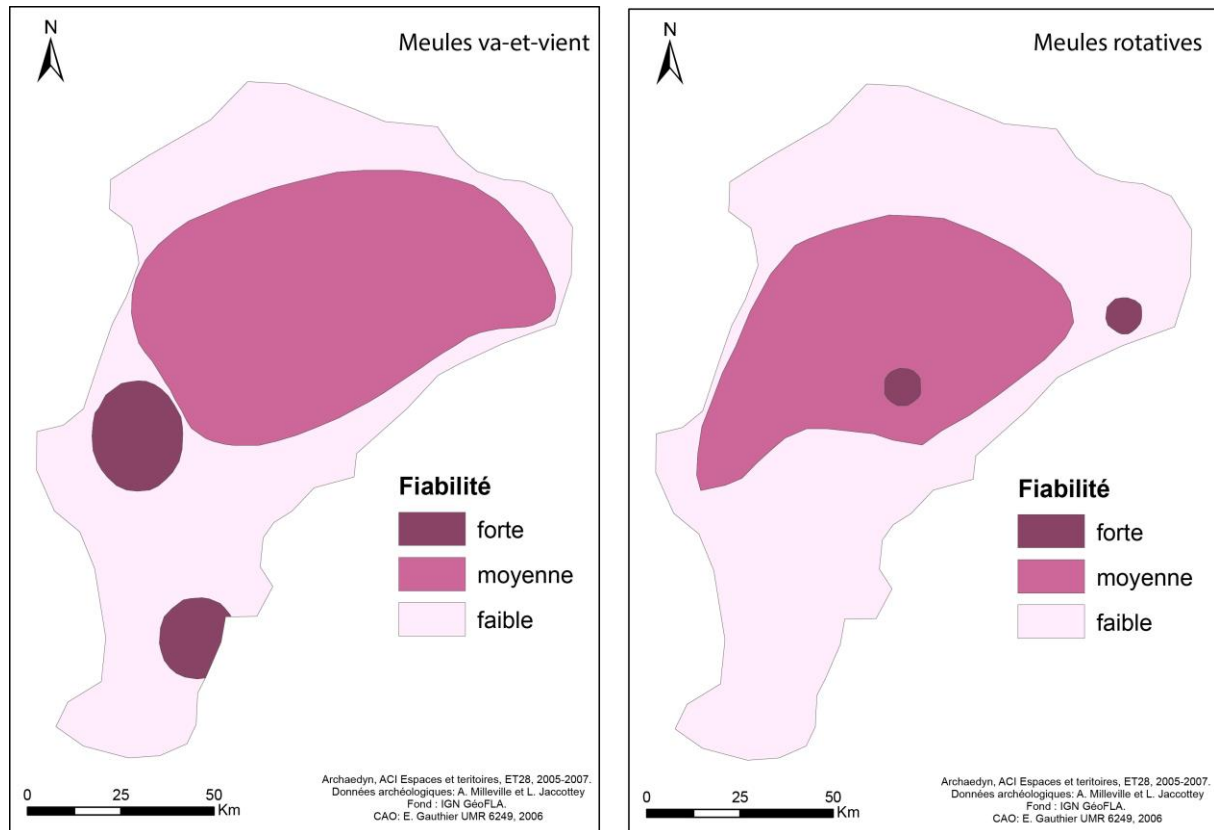 N
Meules va-et-vient
Fiabilité
forte
moyenne
faible
0 25 50
Km
Archaedyn, ACI Espaces et teritoires, ET28, 2005-2007.
Données archéologiques: A. Milleville et L. Jaccottey
Fond : IGN GéoFLA.
CAO: E. Gauthier UMR 6249, 2006
N
Meules rotatives
Fiabilité
forte
moyenne
faible
0 25 50
Km
Archaedyn, ACI Espaces et teritoires, ET28, 2005-2007.
Données archéologiques: A. Milleville et L. Jaccottey
Fond : IGN GéoFLA.
CAO: E. Gauthier UMR 6249, 2006